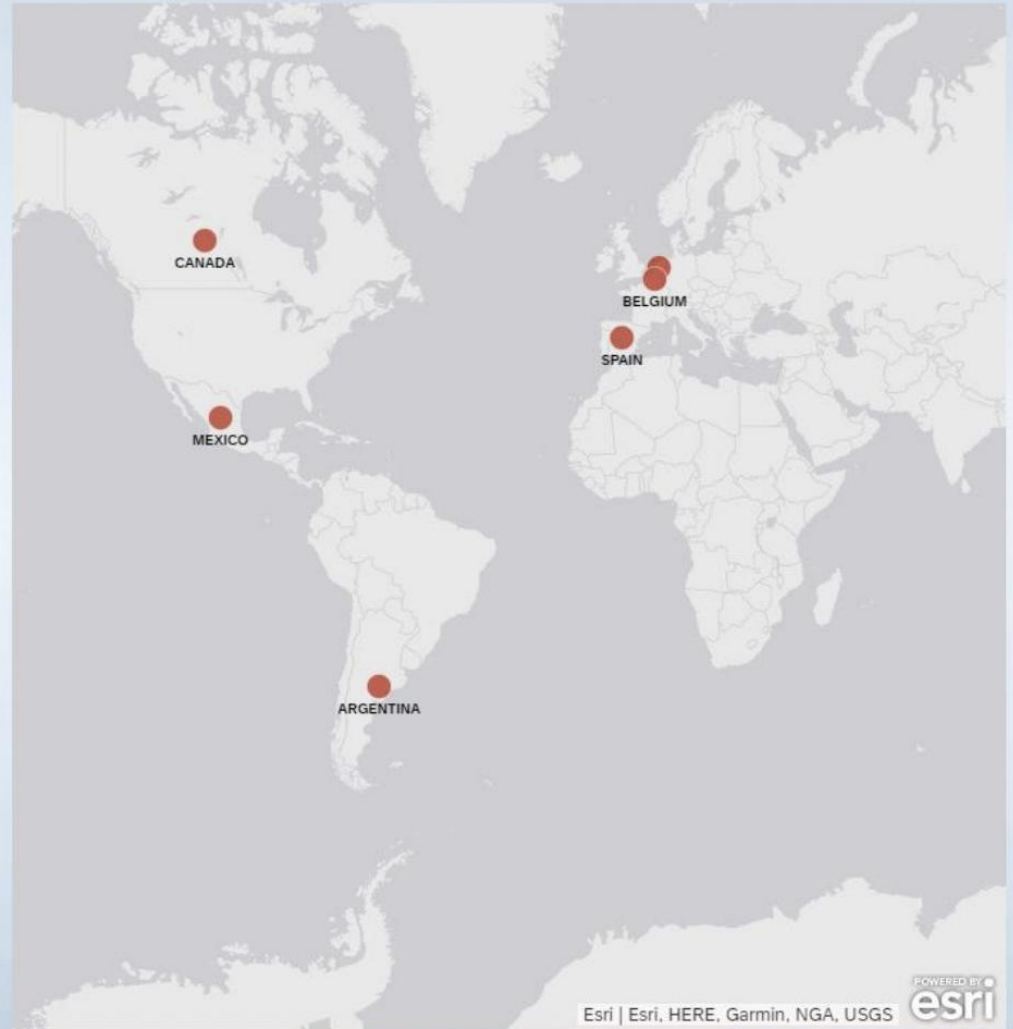 CANADA
BELGIUM
SPAIN
MEXICO
ARGENTINA
POWERED BY
esri
Esri | Esri, HERE, Garmin, NGA, USGS